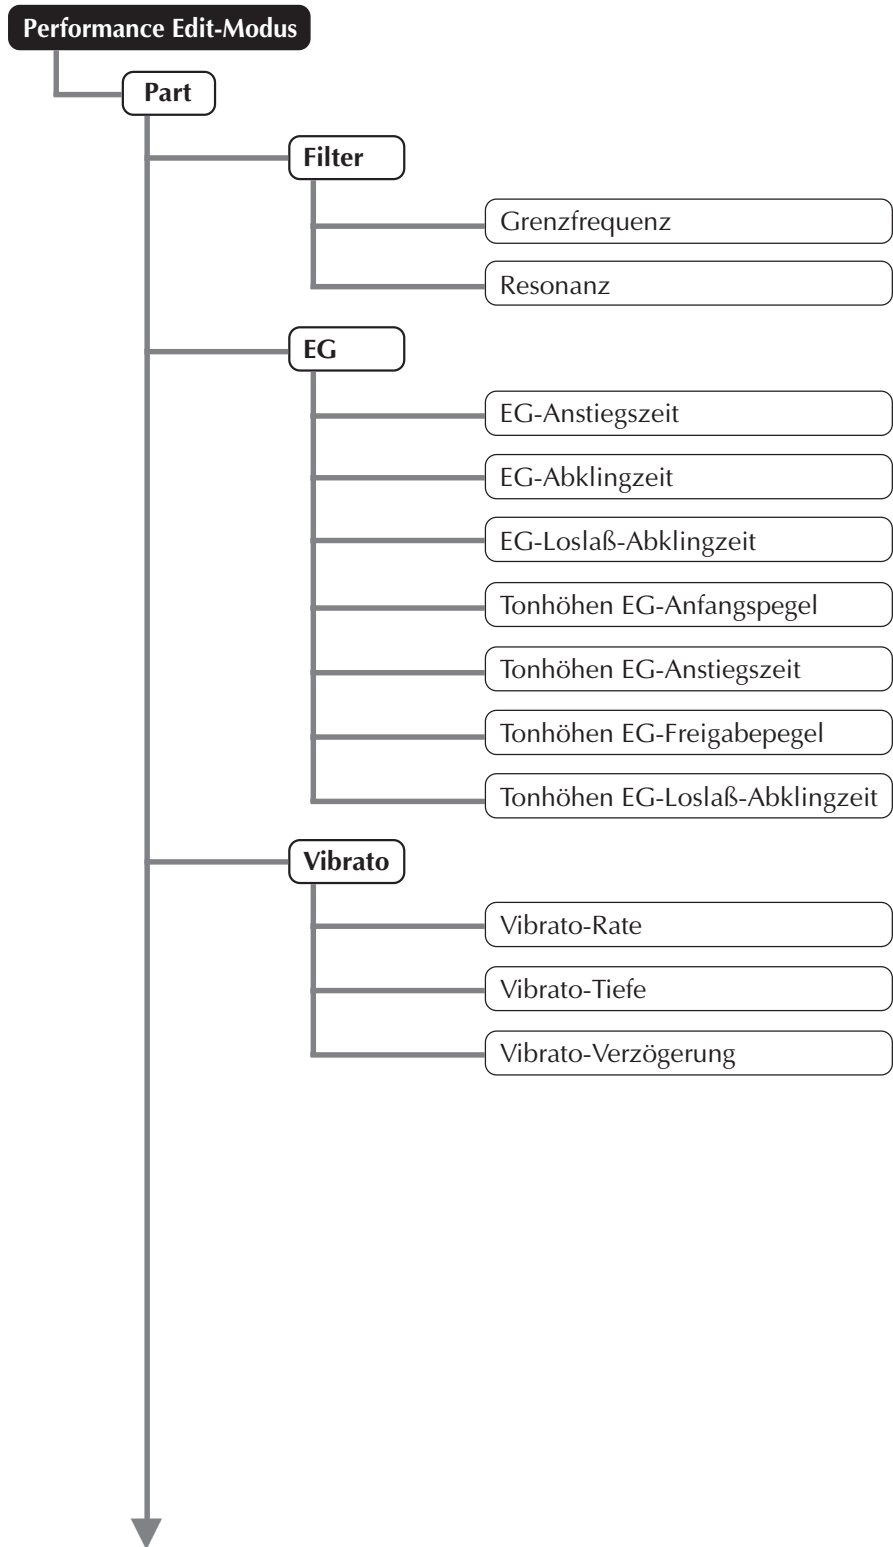 Performance Edit-Modus
Part
Filter
Grenzfrequenz
Resonanz
EG
EG-Anstiegszeit
EG-Abklingzeit
EG-Loslaß-Abklingzeit
Tonhöhen EG-Anfangspegel
Tonhöhen EG-Anstiegszeit
Tonhöhen EG-Freigabepegel
Tonhöhen EG-Loslaß-Abklingzeit
Vibrato
Vibrato-Rate
Vibrato-Tiefe
Vibrato-Verzögerung